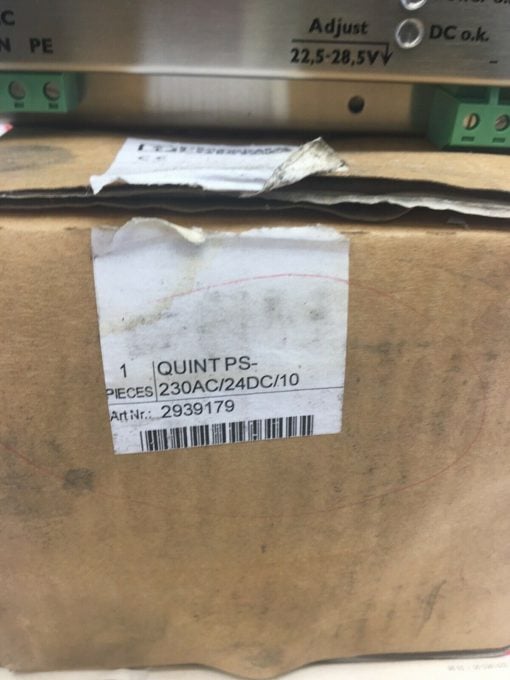 Adjust
22,5-28,5V
DC o.k.
C
N PE
1 QUINT PS-
PIECES 230AC/24DC/10
Art Nr.: 2939179